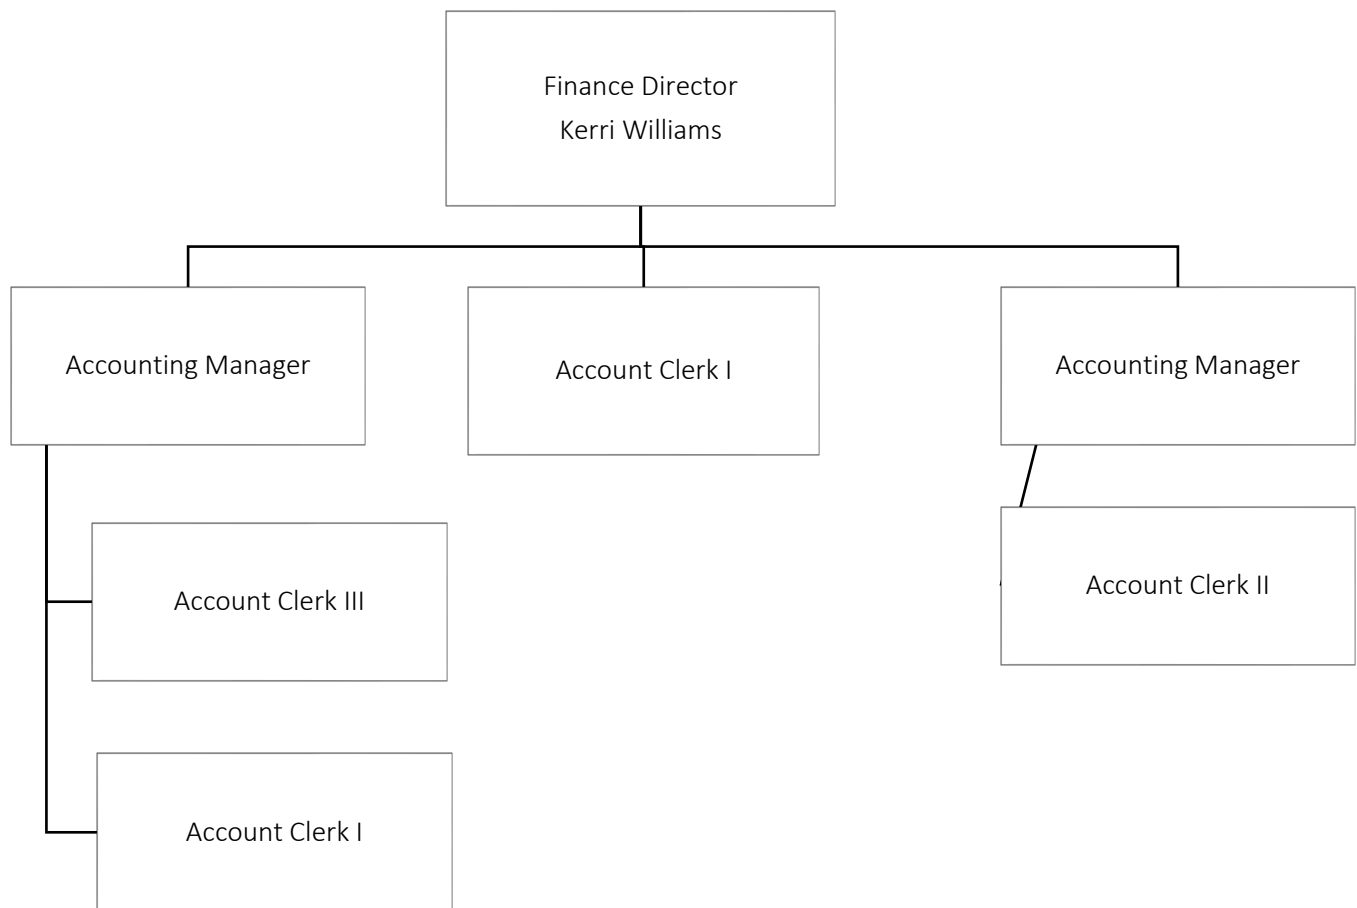 Finance Director
Kerri Williams
Accounting Manager
Account Clerk I
Accounting Manager
Account Clerk III
Account Clerk II
Account Clerk I